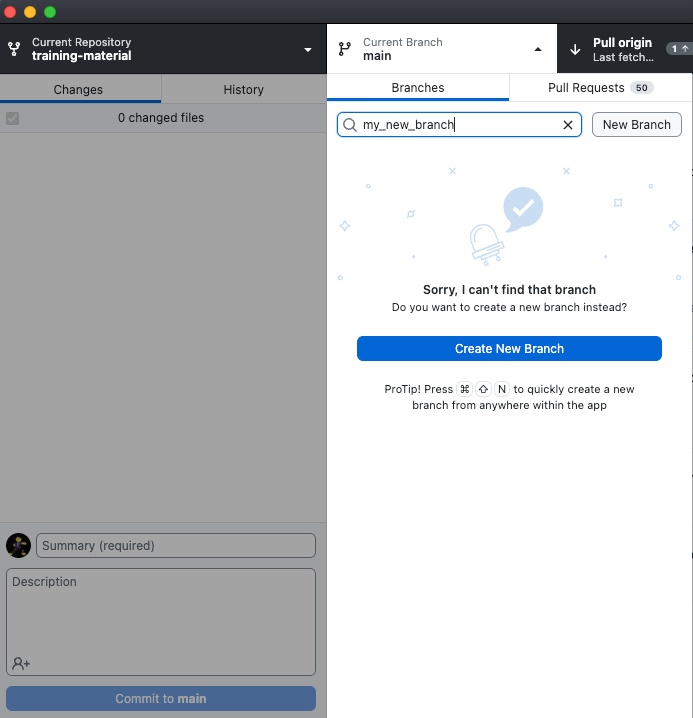 Current Repository
training-material
Current Branch
main
Pull origin
Last fetch...
1
Changes
History
Branches
Pull Requests 50
0 changed files
my_new_branch
New Branch
Sorry, I can't find that branch
Do you want to create a new branch instead?
Create New Branch
ProTip! Press ⌘ ⇧ N to quickly create a new
branch from anywhere within the app
Summary (required)
Description
Commit to main